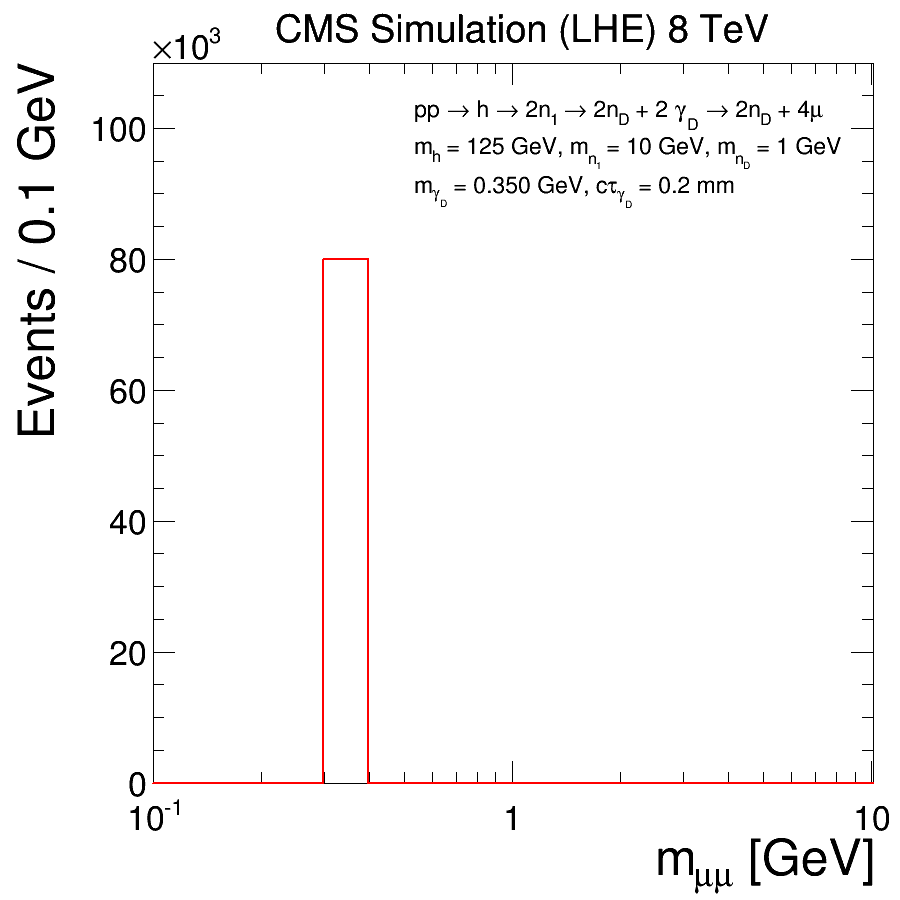 CMS Simulation (LHE) 8 TeV
×10³
pp → h → 2n₁ → 2n_D + 2 γ_D → 2n_D + 4μ
m_h = 125 GeV, m_n₁ = 10 GeV, m_n_D = 1 GeV
m_γ_D = 0.350 GeV, cτ_γ_D = 0.2 mm
Events / 0.1 GeV
100
80
60
40
20
0
10⁻¹ 1 10
m_μμ [GeV]